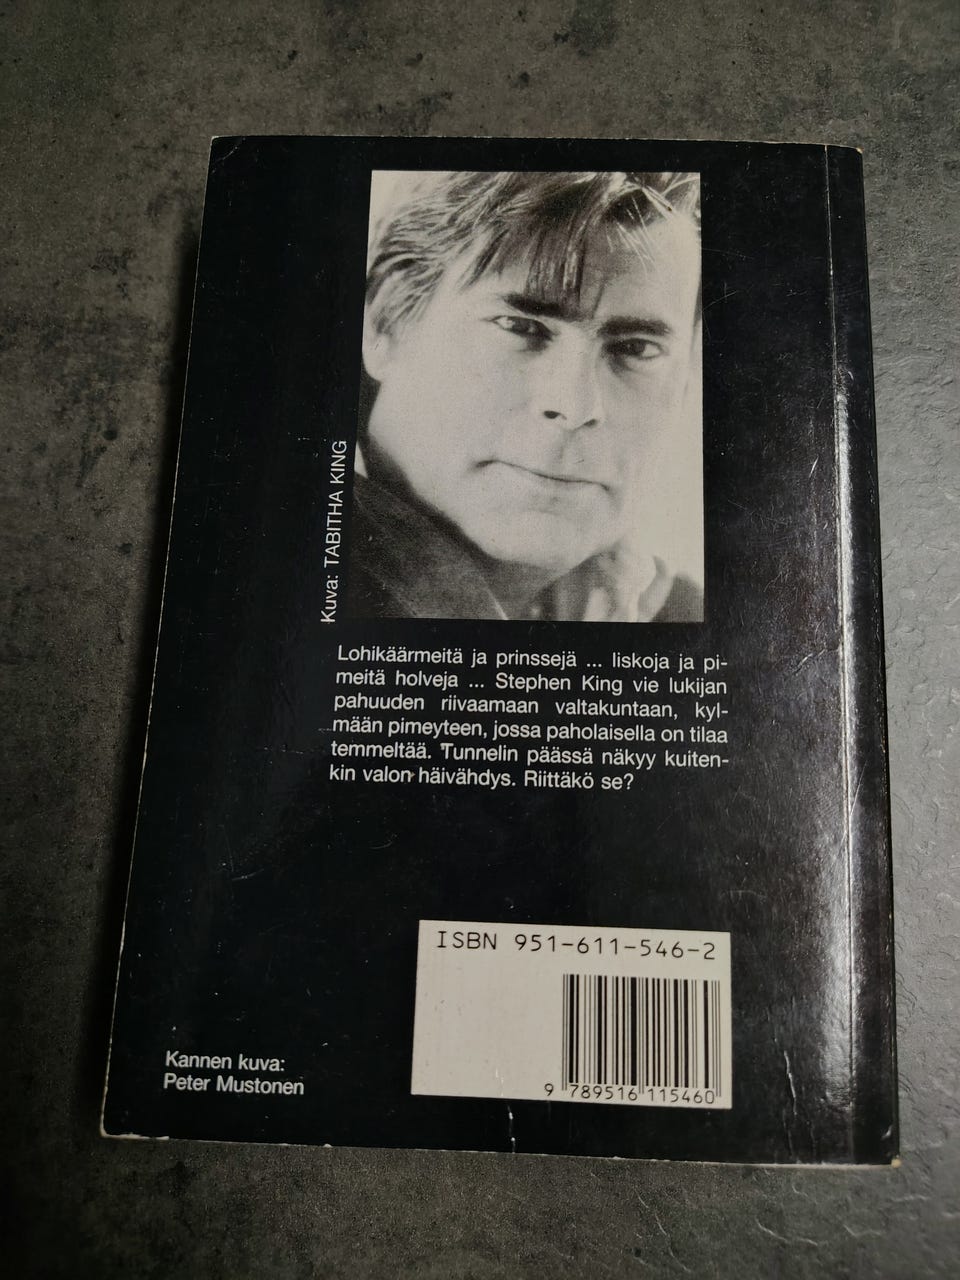 Kuva: TABITHA KING
Lohikäärmeitä ja prinssejä ... liskoja ja pi-
meitä holveja ... Stephen King vie lukijan
pahuuden riivaamaan valtakuntaan, kyl-
mään pimeyteen, jossa paholaisella on tilaa
temmeltää. Tunnelin päässä näkyy kuiten-
kin valon häivähdys. Riittäkö se?
ISBN 951-611-546-2
9 789516 115460
Kannen kuva:
Peter Mustonen